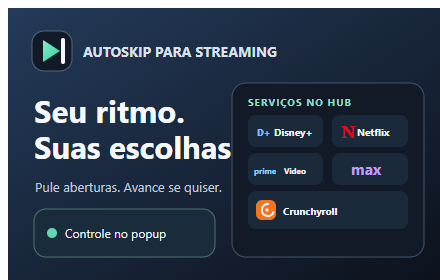 AUTOSKIP PARA STREAMING
Seu ritmo.
Suas escolhas
Pule aberturas. Avance se quiser.
Controle no popup
SERVIÇOS NO HUB
D+ Disney+
N Netflix
prime Video
max
Crunchyroll